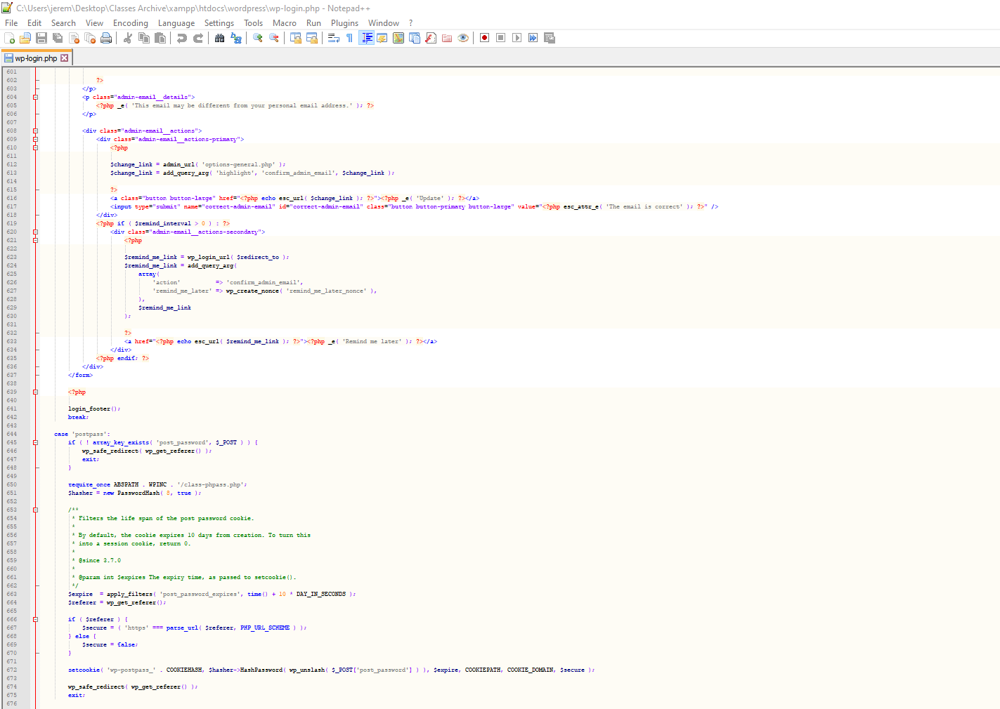 C:\Users\jerem\Desktop\Classes Archive\xampp\htdocs\wordpress\wp-login.php - Notepad++
File Edit Search View Encoding Language Settings Tools Macro Run Plugins Window ?
wp-login.php
601
602 ?>
603 </p>
604 <p class="admin-email__details">
605 <?php _e( 'This email may be different from your personal email address.' ); ?>
606 </p>
607
608 <div class="admin-email__actions">
609 <div class="admin-email__actions-primary">
610 <?php
611
612 $change_link = admin_url( 'options-general.php' );
613 $change_link = add_query_arg( 'highlight', 'confirm_admin_email', $change_link );
614
615 ?>
616 <a class="button button-large" href="<?php echo esc_url( $change_link ); ?>"><?php _e( 'Update' ); ?></a>
617 <input type="submit" name="correct-admin-email" id="correct-admin-email" class="button button-primary button-large" value="<?php esc_attr_e( 'The email is correct' ); ?>" />
618 </div>
619 <?php if ( $remind_interval > 0 ) : ?>
620 <div class="admin-email__actions-secondary">
621 <?php
622
623 $remind_me_link = wp_login_url( $redirect_to );
624 $remind_me_link = add_query_arg(
625 array(
626 'action' => 'confirm_admin_email',
627 'remind_me_later' => wp_create_nonce( 'remind_me_later_nonce' ),
628 ),
629 $remind_me_link
630 );
631
632 ?>
633 <a href="<?php echo esc_url( $remind_me_link ); ?>"><?php _e( 'Remind me later' ); ?></a>
634 </div>
635 <?php endif; ?>
636 </div>
637 </form>
638
639 <?php
640
641 login_footer();
642 break;
643
644 case 'postpass':
645 if ( ! array_key_exists( 'post_password', $_POST ) ) {
646 wp_safe_redirect( wp_get_referer() );
647 exit;
648 }
649
650 require_once ABSPATH . WPINC . '/class-phpass.php';
651 $hasher = new PasswordHash( 8, true );
652
653 /**
654 * Filters the life span of the post password cookie.
655 *
656 * By default, the cookie expires 10 days from creation. To turn this
657 * into a session cookie, return 0.
658 *
659 * @since 3.7.0
660 *
661 * @param int $expires The expiry time, as passed to setcookie().
662 */
663 $expire = apply_filters( 'post_password_expires', time() + 10 * DAY_IN_SECONDS );
664 $referer = wp_get_referer();
665
666 if ( $referer ) {
667 $secure = ( 'https' === parse_url( $referer, PHP_URL_SCHEME ) );
668 } else {
669 $secure = false;
670 }
671
672 setcookie( 'wp-postpass_' . COOKIEHASH, $hasher->HashPassword( wp_unslash( $_POST['post_password'] ) ), $expire, COOKIEPATH, COOKIE_DOMAIN, $secure );
673
674 wp_safe_redirect( wp_get_referer() );
675 exit;
676